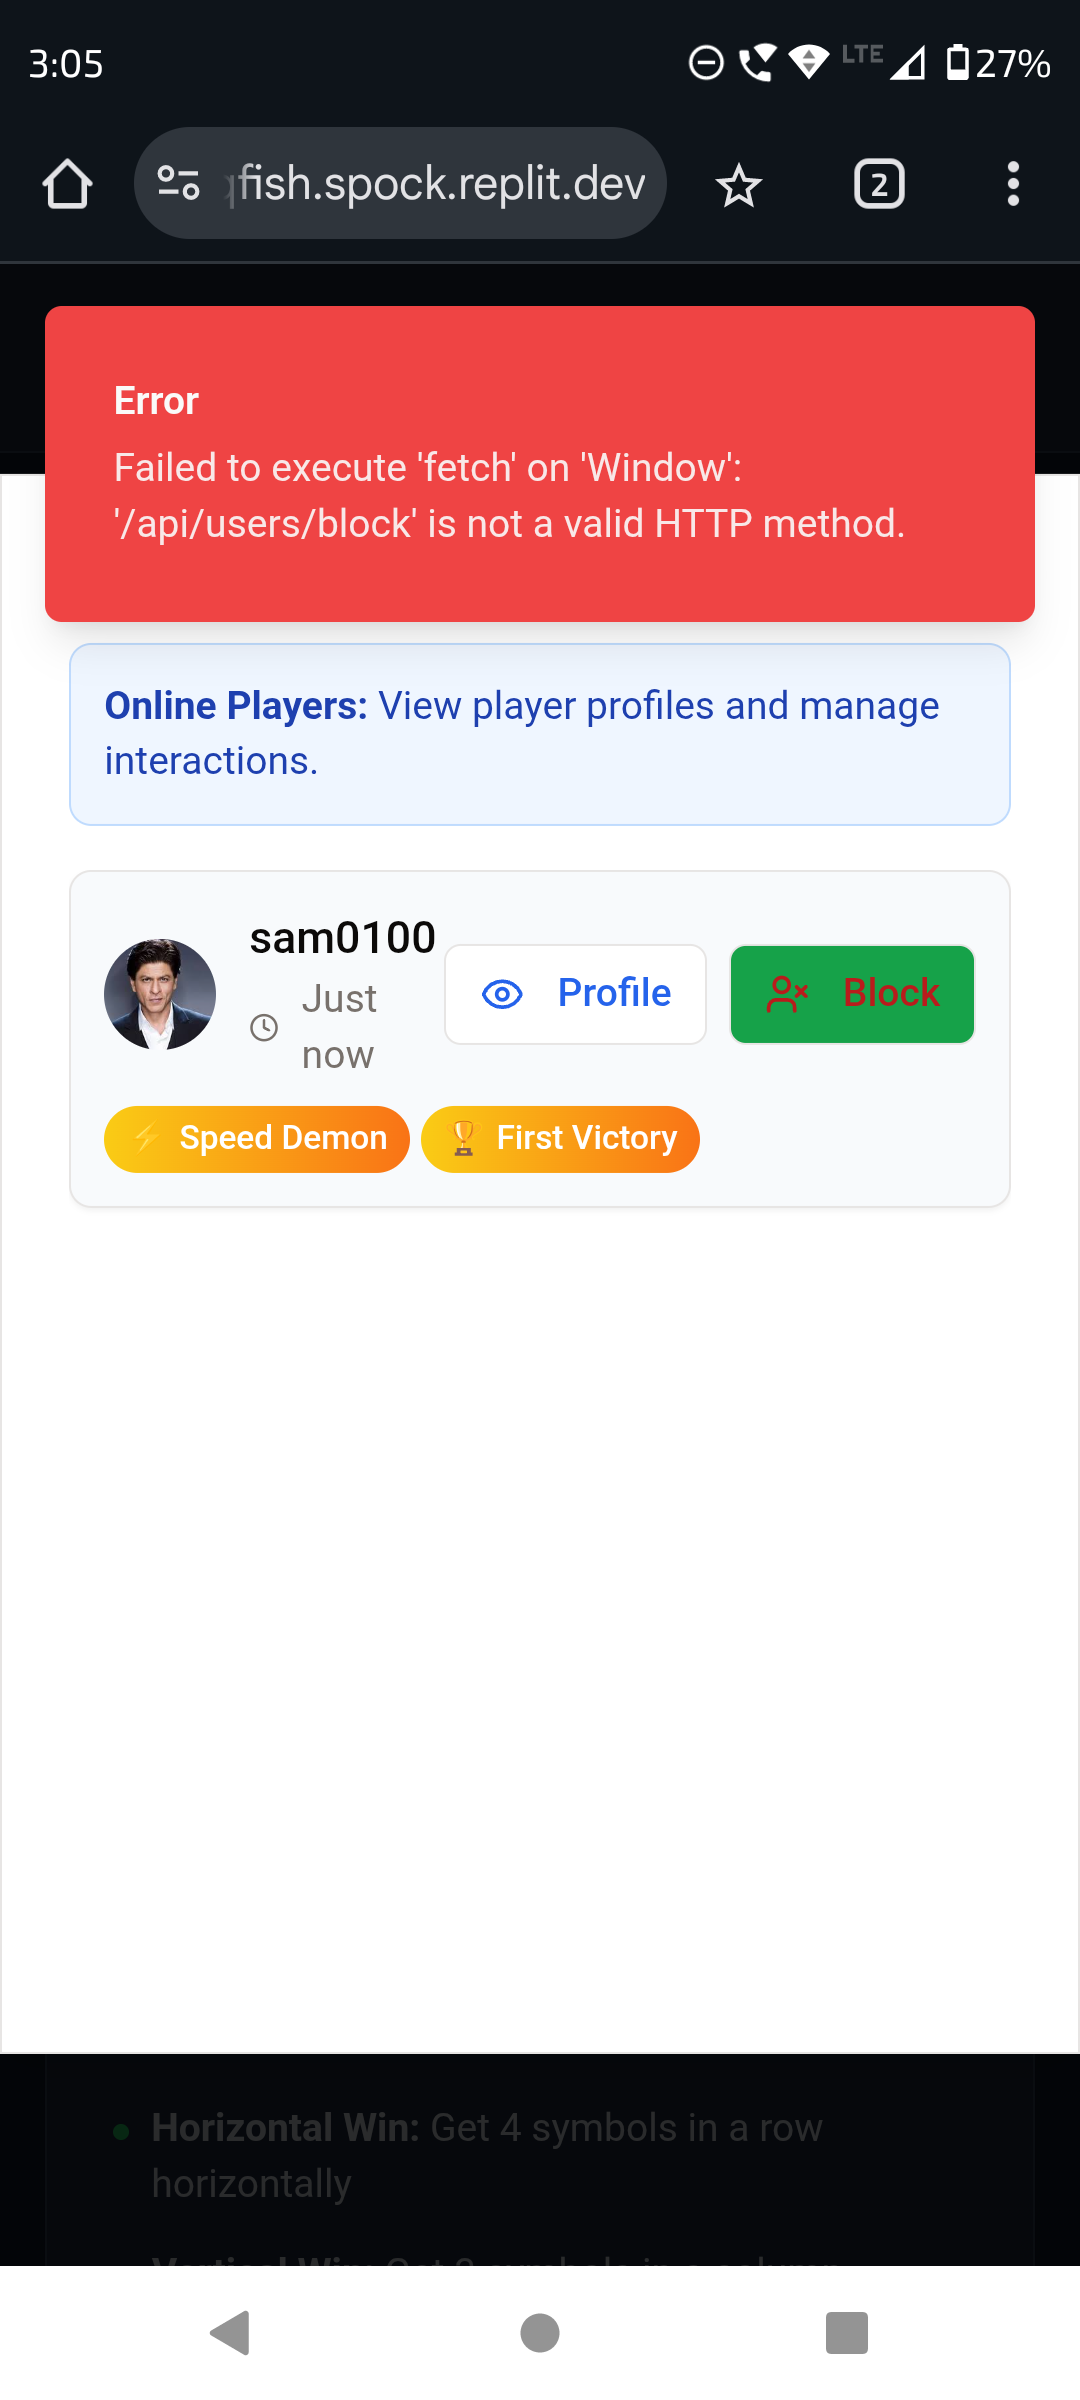 3:05
LTE
27%
fish.spock.replit.dev
2
Error
Failed to execute 'fetch' on 'Window':
'/api/users/block' is not a valid HTTP method.
Online Players: View player profiles and manage
interactions.
sam0100
Just
now
Profile
Block
Speed Demon
First Victory
Horizontal Win: Get 4 symbols in a row
horizontally